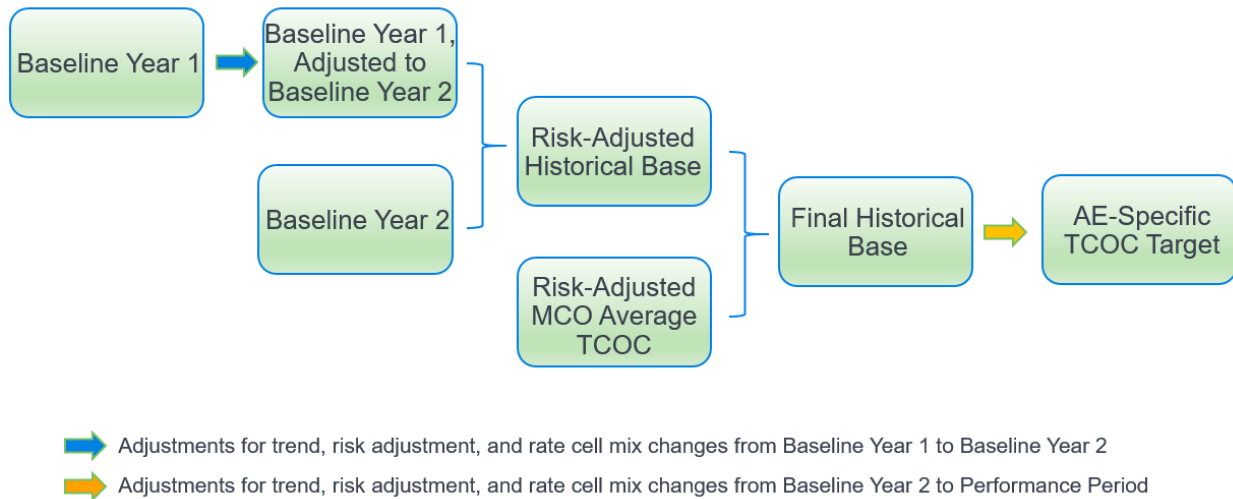 Baseline Year 1
Baseline Year 1,
Adjusted to
Baseline Year 2
Baseline Year 2
Risk-Adjusted
Historical Base
Risk-Adjusted
MCO Average
TCOC
Final Historical
Base
AE-Specific
TCOC Target
Adjustments for trend, risk adjustment, and rate cell mix changes from Baseline Year 1 to Baseline Year 2
Adjustments for trend, risk adjustment, and rate cell mix changes from Baseline Year 2 to Performance Period